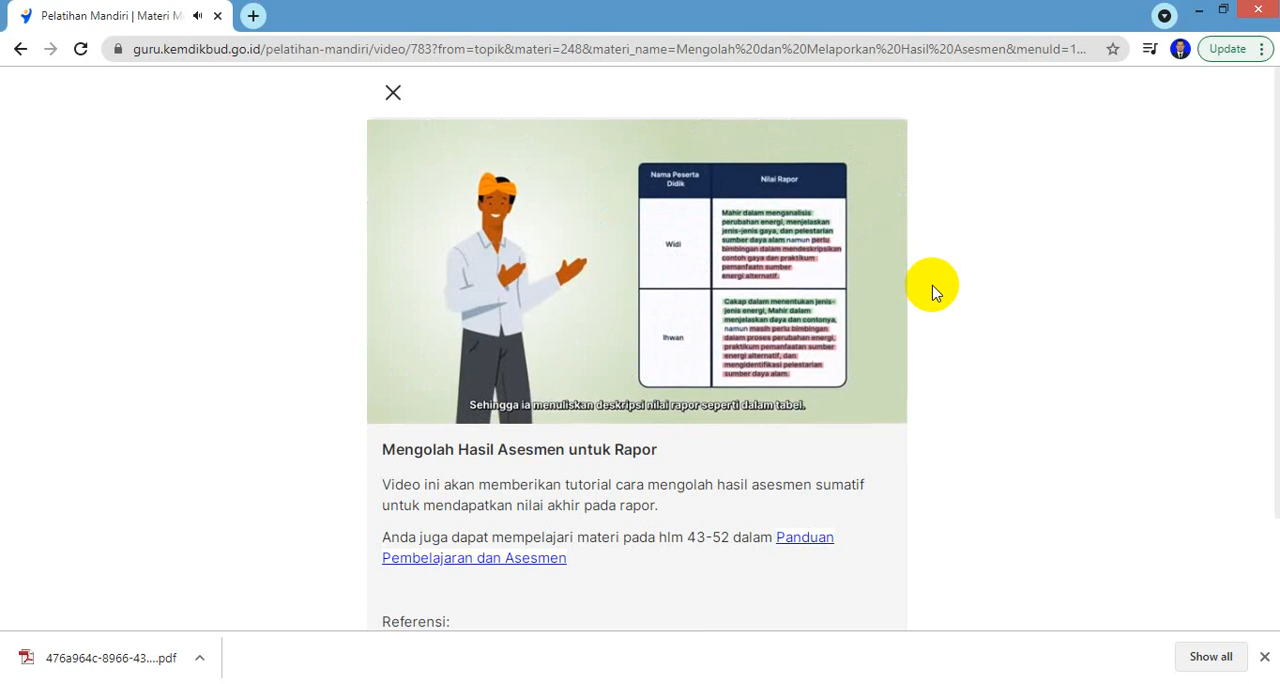 Pelatihan Mandiri | Materi M
guru.kemdikbud.go.id/pelatihan-mandiri/video/783?from=topik&materi=248&materi_name=Mengolah%20dan%20Melaporkan%20Hasil%20Asesmen&menuId=1...
Update
Nama Peserta
Didik
Nilai Rapor
Widi
Mahir dalam menganalisis
perubahan energi, menjelaskan
jenis-jenis gaya, dan pelestarian
sumber daya alam namun perlu
bimbingan dalam mendeskripsikan
contoh gaya dan praktikum
pemanfaatn sumber
energi alternatif.
Ihwan
Cakap dalam menentukan jenis-
jenis energi, Mahir dalam
menjelaskan daya dan contonya,
namun masih perlu bimbingan
dalam proses perubahan energi,
praktikum pemanfaatan sumber
energi alternatif, dan
mengidentifikasi pelestarian
sumber daya alam.
Sehingga ia menuliskan deskripsi nilai rapor seperti dalam tabel.
Mengolah Hasil Asesmen untuk Rapor
Video ini akan memberikan tutorial cara mengolah hasil asesmen sumatif
untuk mendapatkan nilai akhir pada rapor.
Anda juga dapat mempelajari materi pada hlm 43-52 dalam Panduan
Pembelajaran dan Asesmen
Referensi:
476a964c-8966-43....pdf
Show all